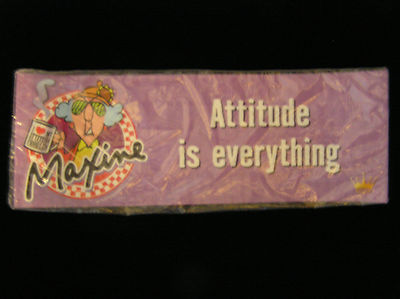 Maxine
Attitude
is everything